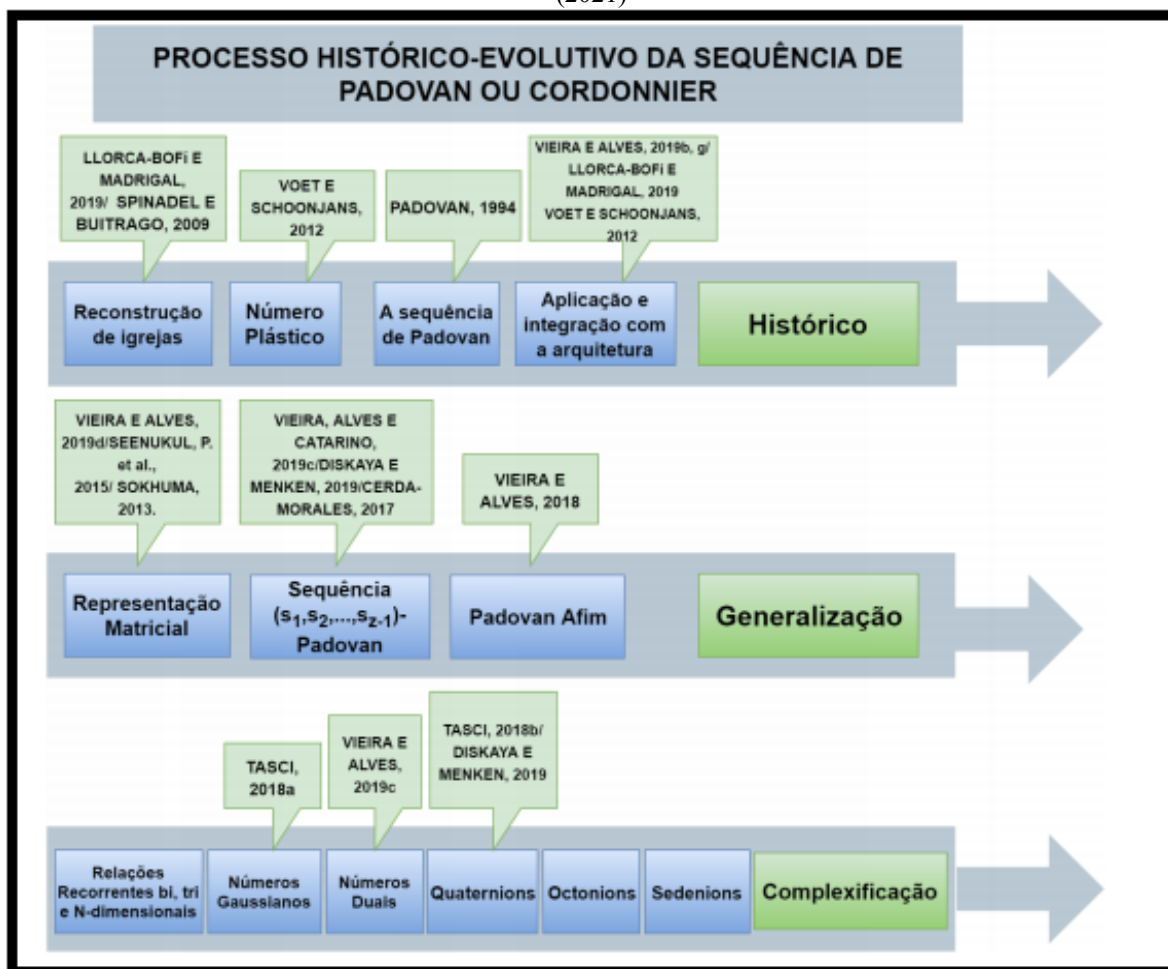 (2021)
PROCESSO HISTÓRICO-EVOLUTIVO DA SEQUÊNCIA DE
PADOVAN OU CORDONNIER
LLORCA-BOFÍ E
MADRIGAL,
2019/ SPINADEL E
BUITRAGO, 2009
VOET E
SCHOONJANS,
2012
PADOVAN, 1994
VIEIRA E ALVES, 2019b, g/
LLORCA-BOFÍ E
MADRIGAL, 2019
VOET E SCHOONJANS,
2012
Reconstrução
de igrejas
Número
Plástico
A sequência
de Padovan
Aplicação e
integração com
a arquitetura
Histórico
VIEIRA E ALVES,
2019d/SEENUKUL, P.
et al.,
2015/ SOKHUMA,
2013.
VIEIRA, ALVES E
CATARINO,
2019c/DISKAYA E
MENKEN, 2019/CERDA-
MORALES, 2017
VIEIRA E
ALVES, 2018
Representação
Matricial
Sequência
(s₁,s₂,...,s_z-1)-
Padovan
Padovan Afim
Generalização
TASCI,
2018a
VIEIRA E
ALVES,
2019c
TASCI, 2018b/
DISKAYA E
MENKEN, 2019
Relações
Recorrentes bi, tri
e N-dimensionais
Números
Gaussianos
Números
Duais
Quaternions
Octonions
Sedenions
Complexificação